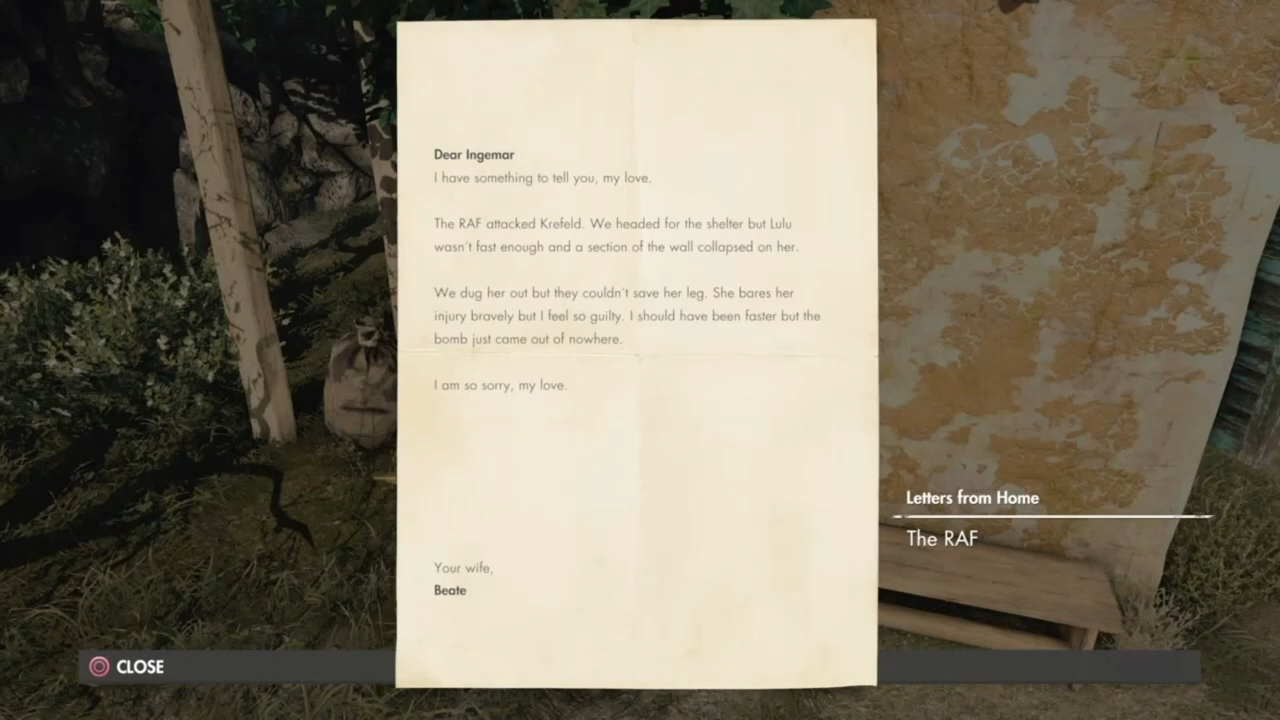 Dear Ingemar
I have something to tell you, my love.
The RAF attacked Krefeld. We headed for the shelter but Lulu
wasn't fast enough and a section of the wall collapsed on her.
We dug her out but they couldn't save her leg. She bares her
injury bravely but I feel so guilty. I should have been faster but the
bomb just came out of nowhere.
I am so sorry, my love.
Your wife,
Beate
Letters from Home
The RAF
CLOSE